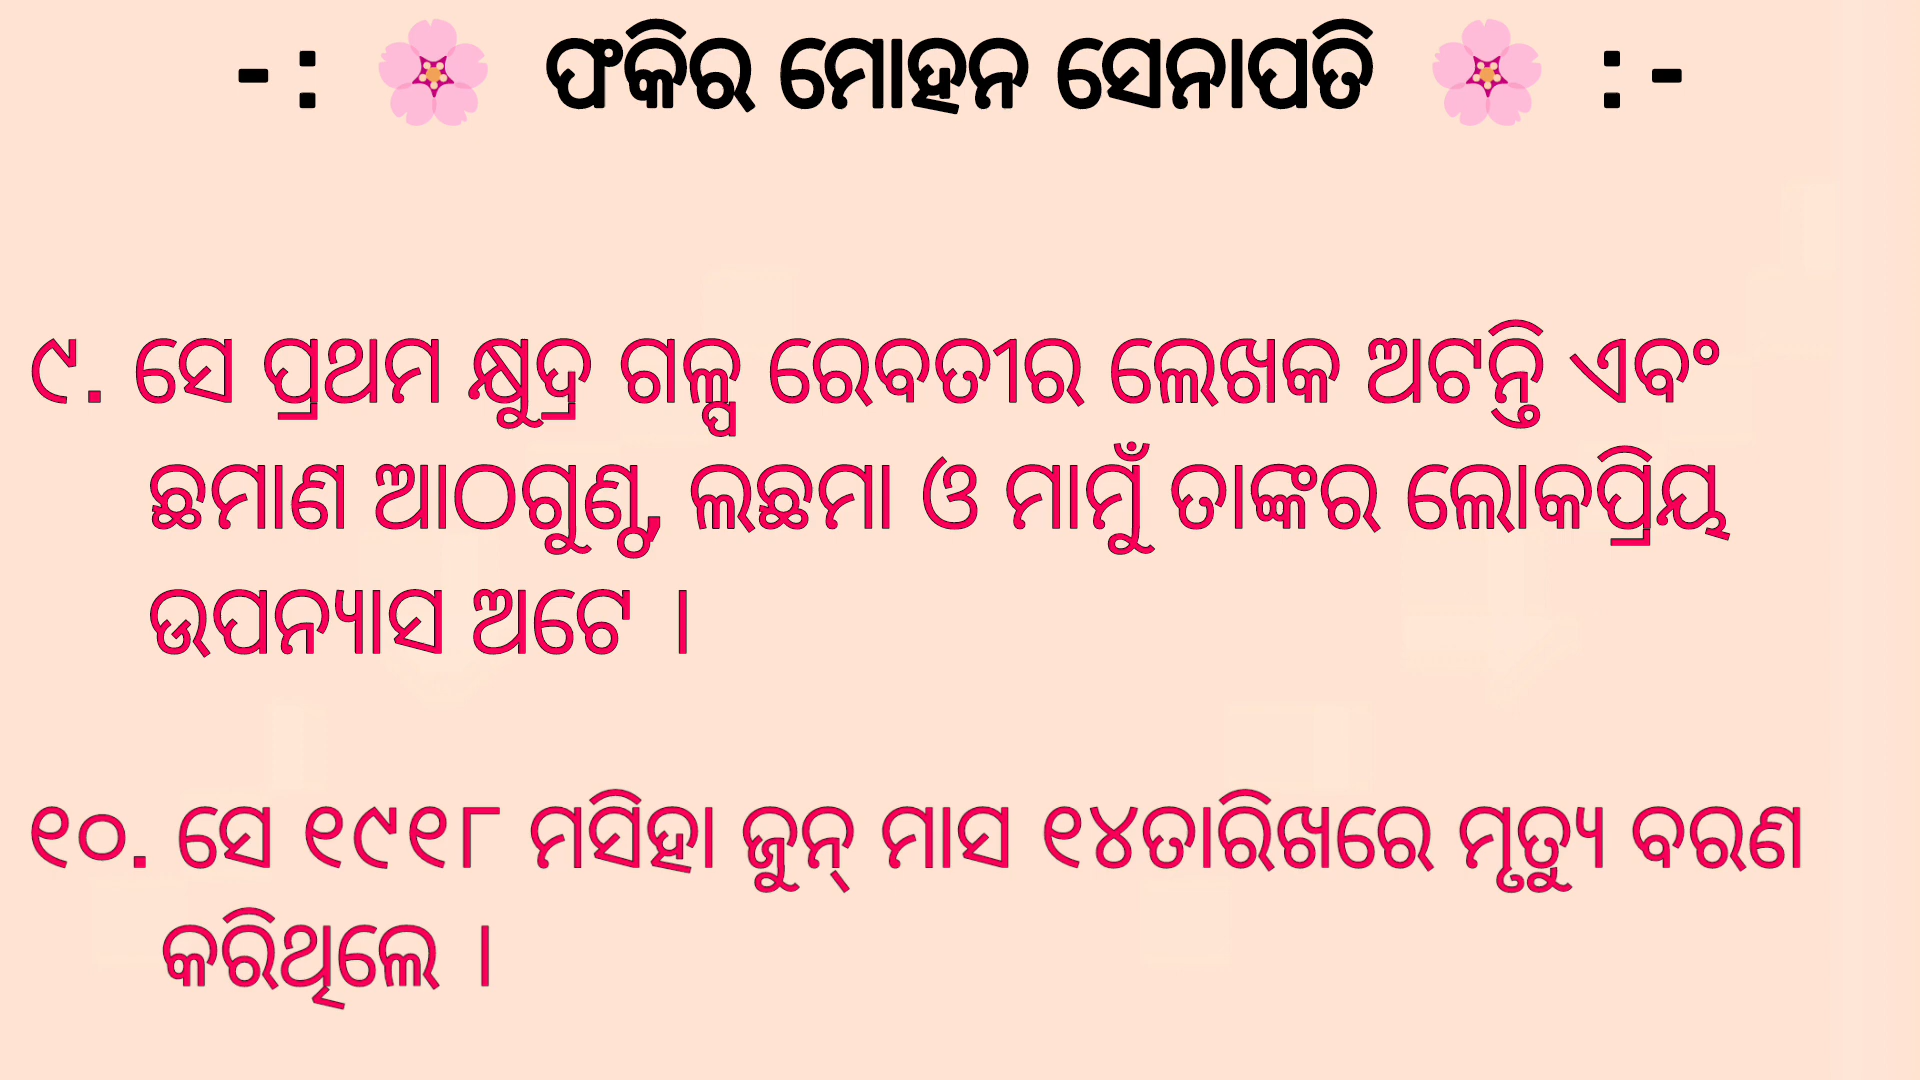 - : 🌸 ଫକିର ମୋହନ ସେନାପତି 🌸 : -
୯. ସେ ପ୍ରଥମ କ୍ଷୁଦ୍ର ଗଳ୍ପ ରେବତୀର ଲେଖକ ଅଟନ୍ତି ଏବଂ
ଛମାଣ ଆଠଗୁଣ୍ଠ, ଲଛମା ଓ ମାମୁଁ ତାଙ୍କର ଲୋକପ୍ରିୟ
ଉପନ୍ୟାସ ଅଟେ ।
୧୦. ସେ ୧୯୧୮ ମସିହା ଜୁନ୍ ମାସ ୧୪ତାରିଖରେ ମୃତ୍ୟୁ ବରଣ
କରିଥିଲେ ।